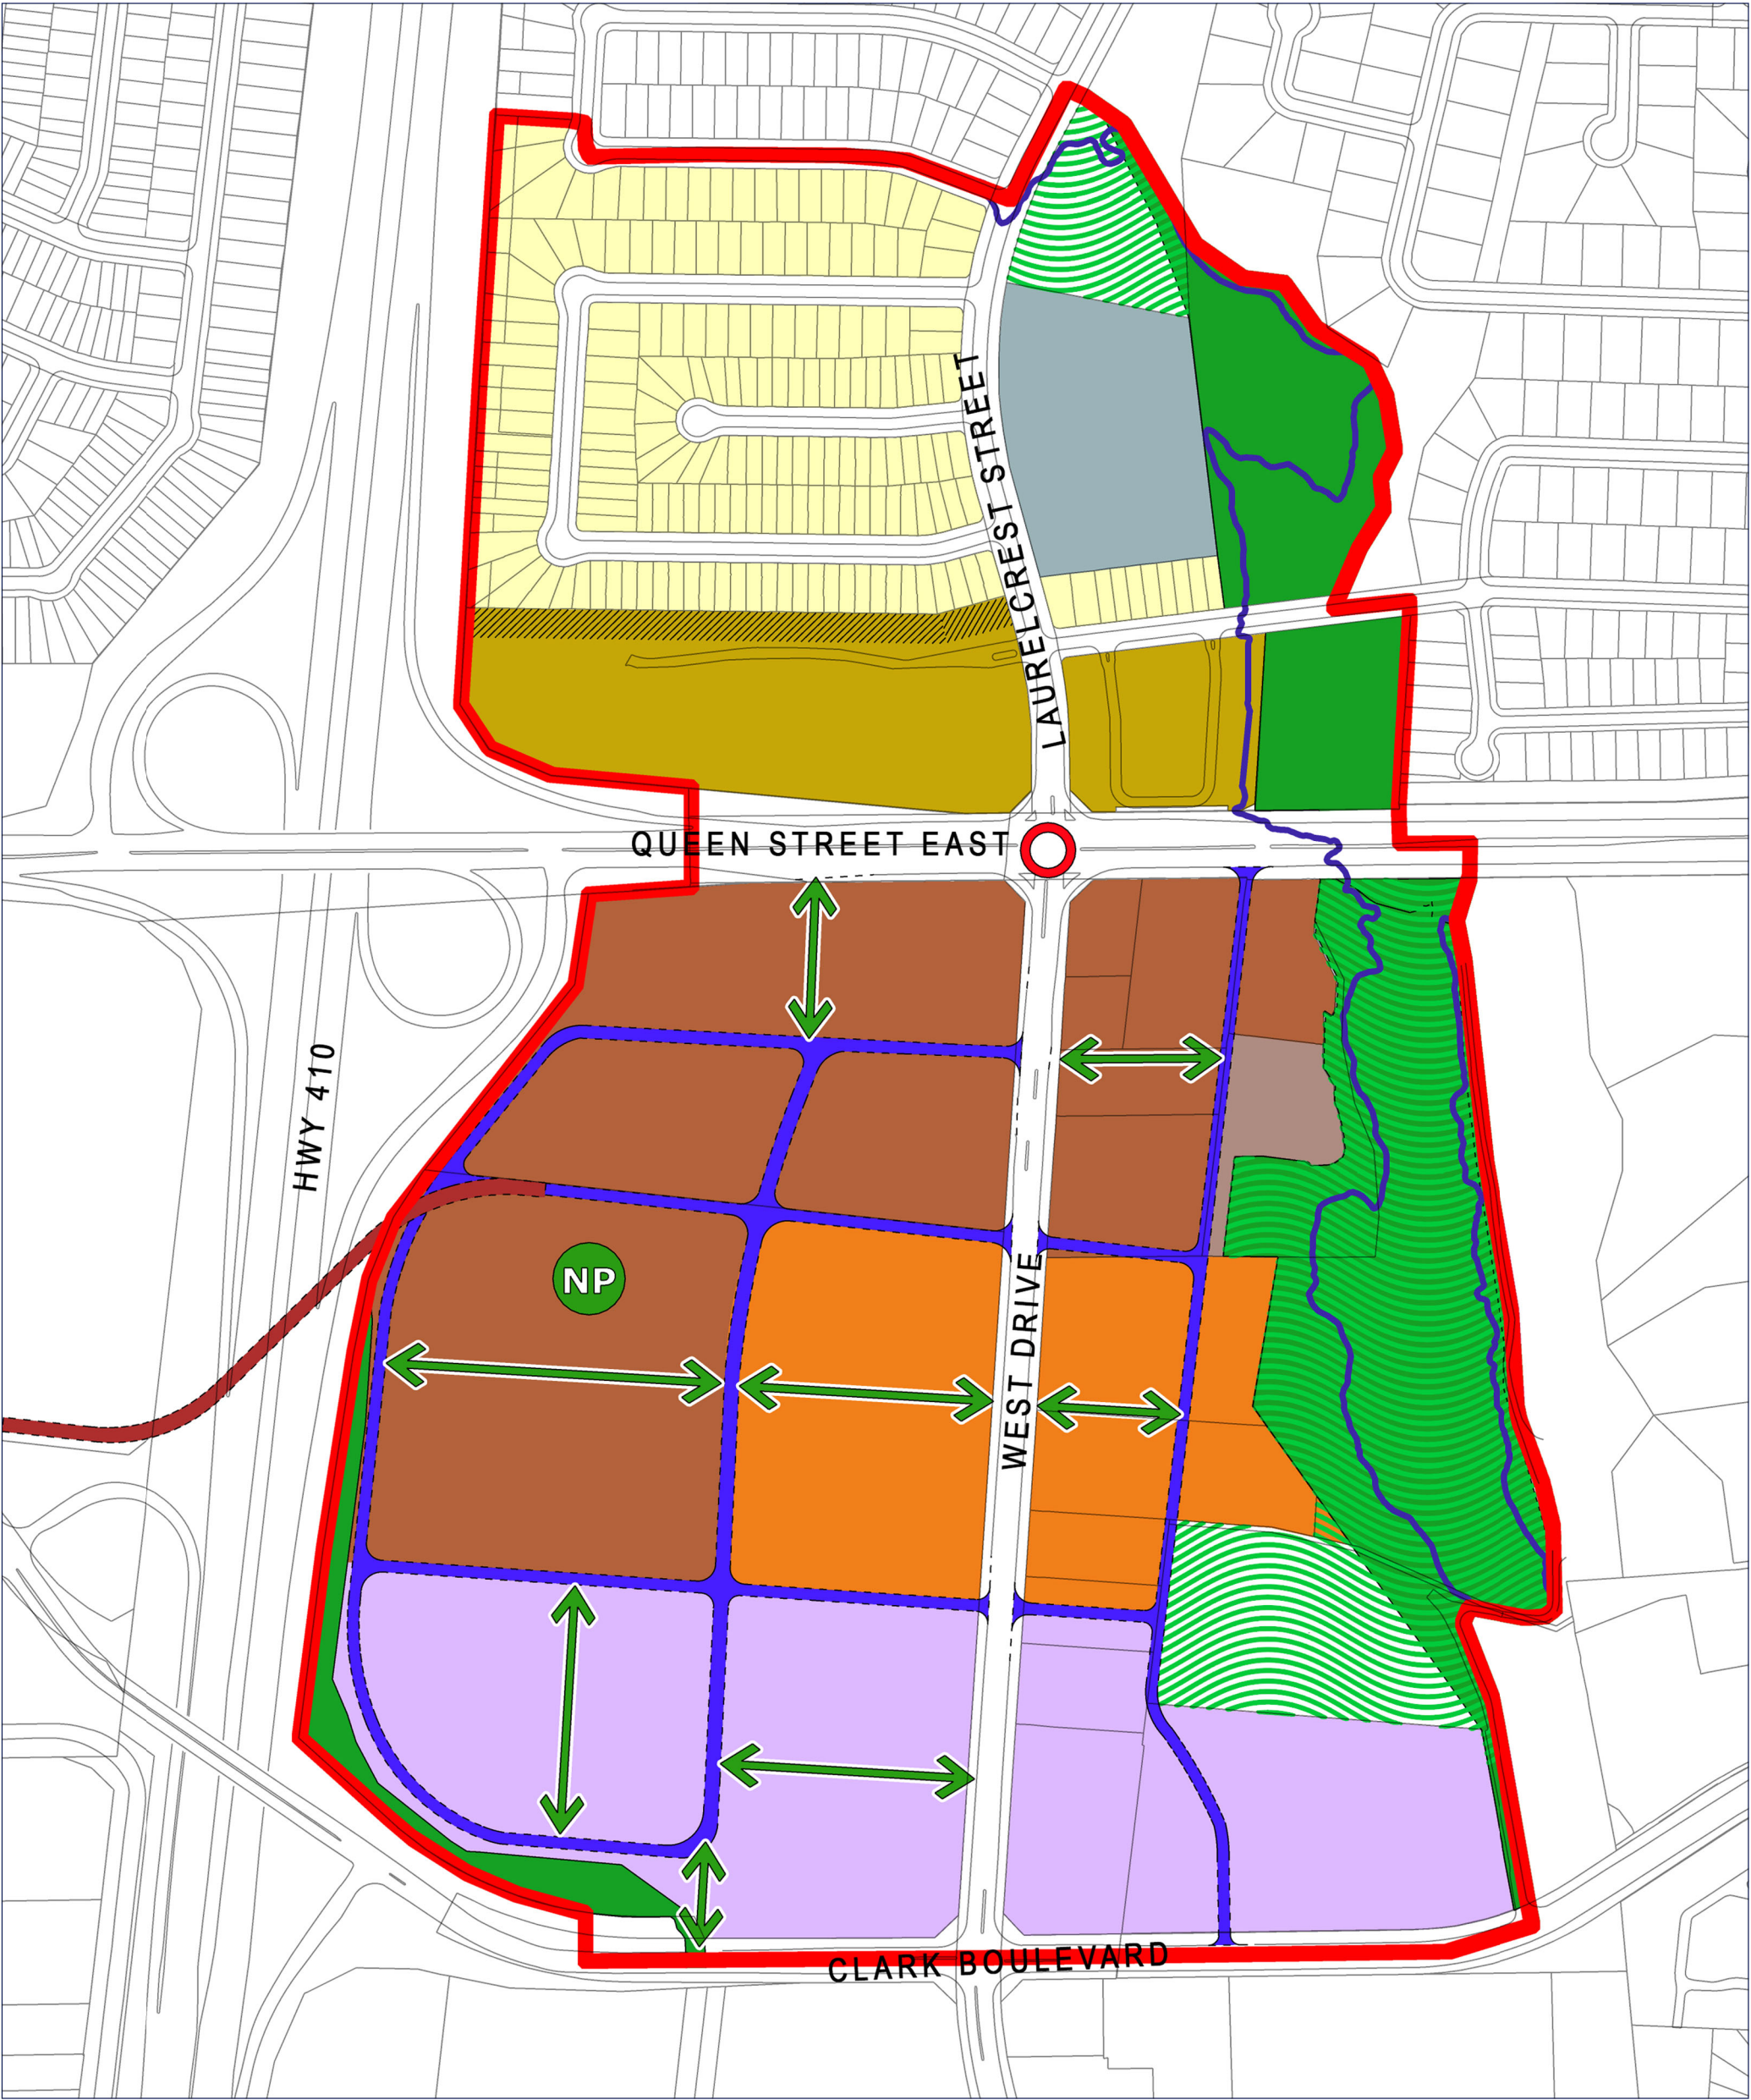 LAURELCREST STREET
QUEEN STREET EAST
HWY 410
NP
WEST DRIVE
CLARK BOULEVARD